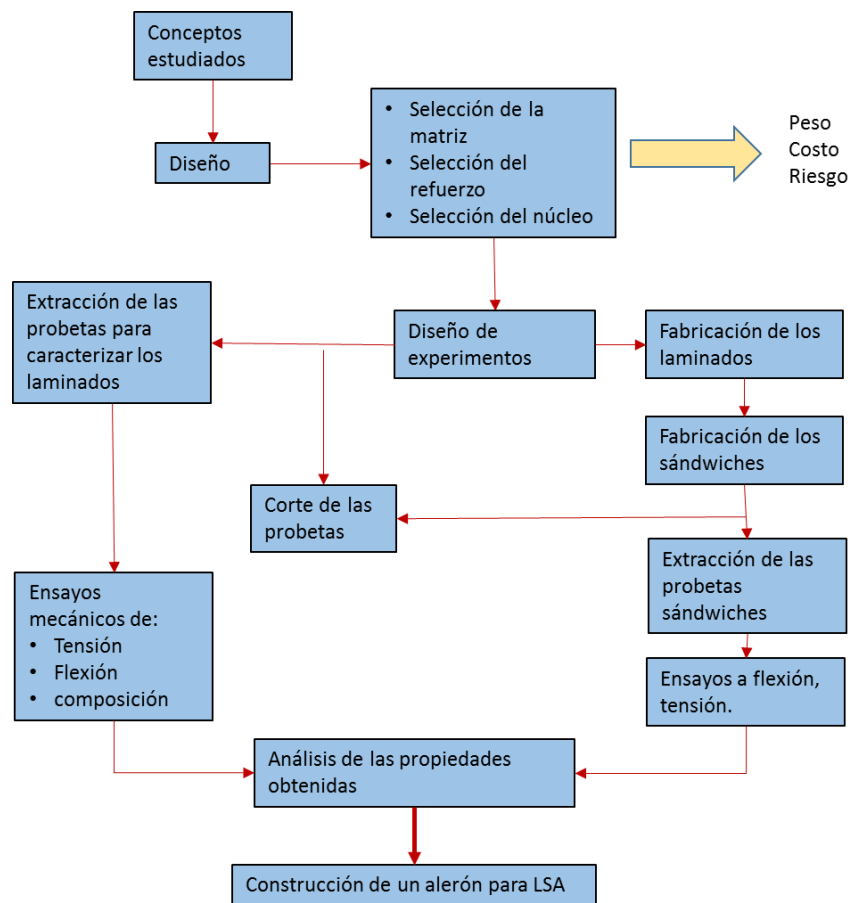 Conceptos
estudiados
Diseño
• Selección de la
matriz
• Selección del
refuerzo
• Selección del núcleo
Peso
Costo
Riesgo
Extracción de las
probetas para
caracterizar los
laminados
Diseño de
experimentos
Fabricación de los
laminados
Fabricación de los
sándwiches
Corte de las
probetas
Extracción de las
probetas
sándwiches
Ensayos
mecánicos de:
• Tensión
• Flexión
• composición
Ensayos a flexión,
tensión.
Análisis de las propiedades
obtenidas
Construcción de un alerón para LSA